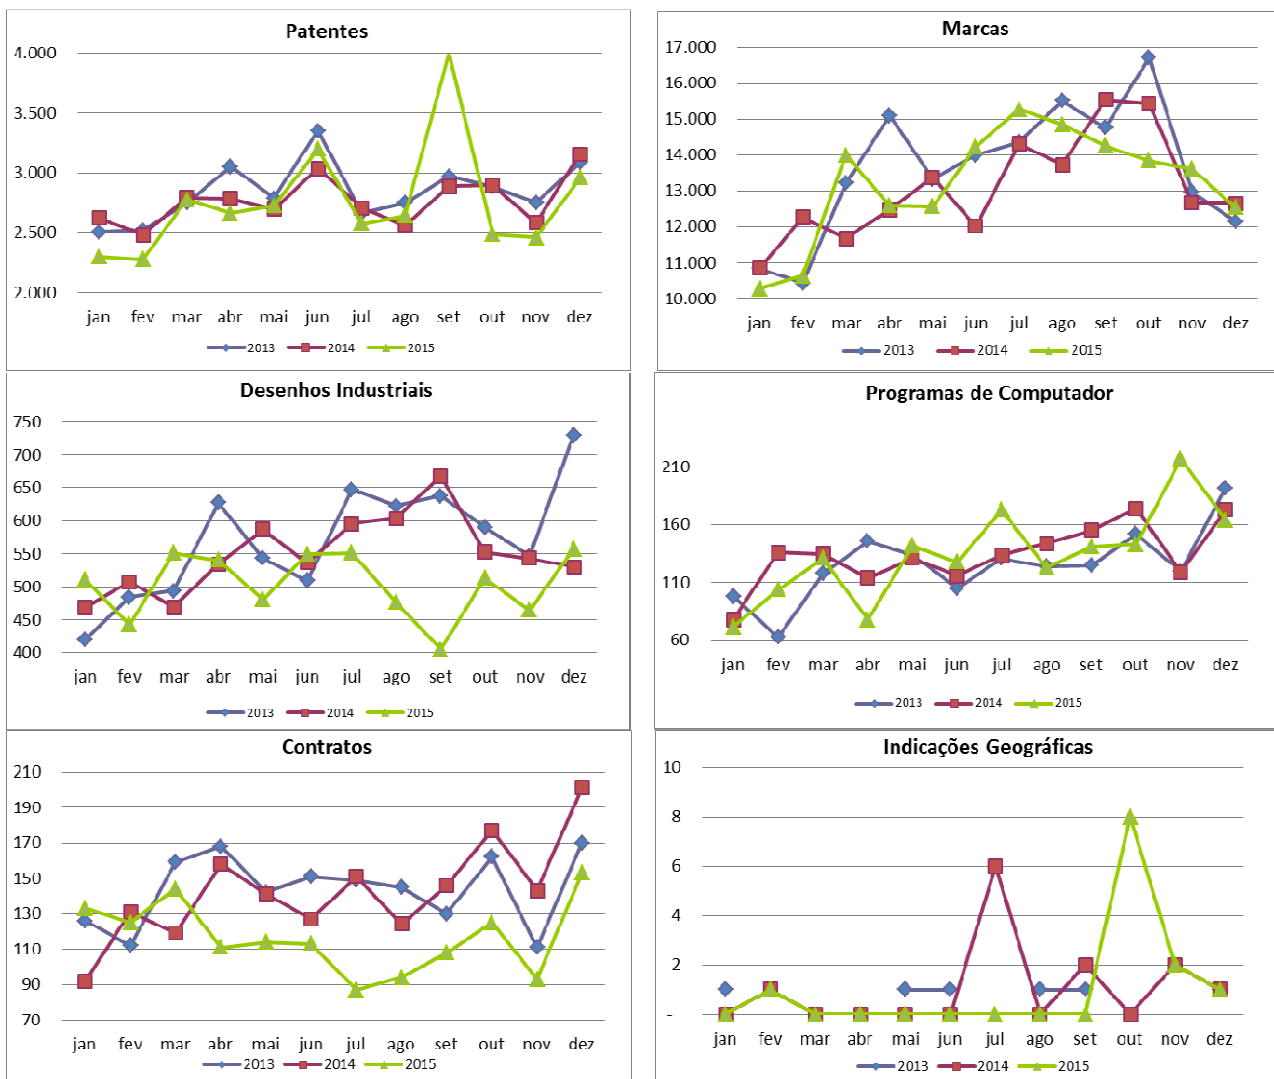 Patentes
4.000
3.500
3.000
2.500
2.000
jan fev mar abr mai jun jul ago set out nov dez
2013 2014 2015
Marcas
17.000
16.000
15.000
14.000
13.000
12.000
11.000
10.000
jan fev mar abr mai jun jul ago set out nov dez
2013 2014 2015
Desenhos Industriais
750
700
650
600
550
500
450
400
jan fev mar abr mai jun jul ago set out nov dez
2013 2014 2015
Programas de Computador
210
160
110
60
jan fev mar abr mai jun jul ago set out nov dez
2013 2014 2015
Contratos
210
190
170
150
130
110
90
70
jan fev mar abr mai jun jul ago set out nov dez
2013 2014 2015
Indicações Geográficas
10
8
6
4
2
-
jan fev mar abr mai jun jul ago set out nov dez
2013 2014 2015